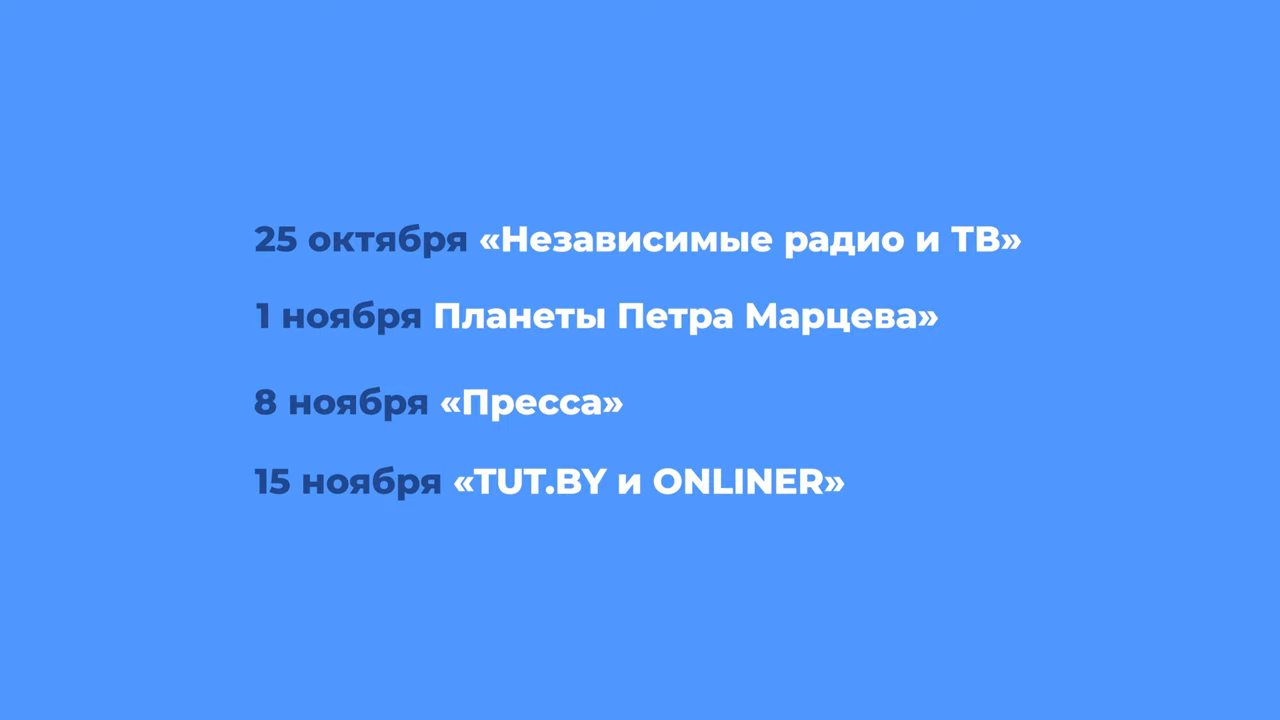 25 октября «Независимые радио и ТВ»
1 ноября Планеты Петра Марцева»
8 ноября «Пресса»
15 ноября «TUT.BY и ONLINER»